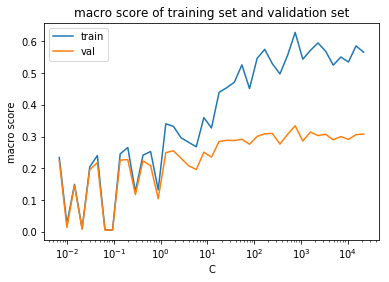 macro score of training set and validation set
train
val
macro score
0.6
0.5
0.4
0.3
0.2
0.1
0.0
10⁻² 10⁻¹ 10⁰ 10¹ 10² 10³ 10⁴
C